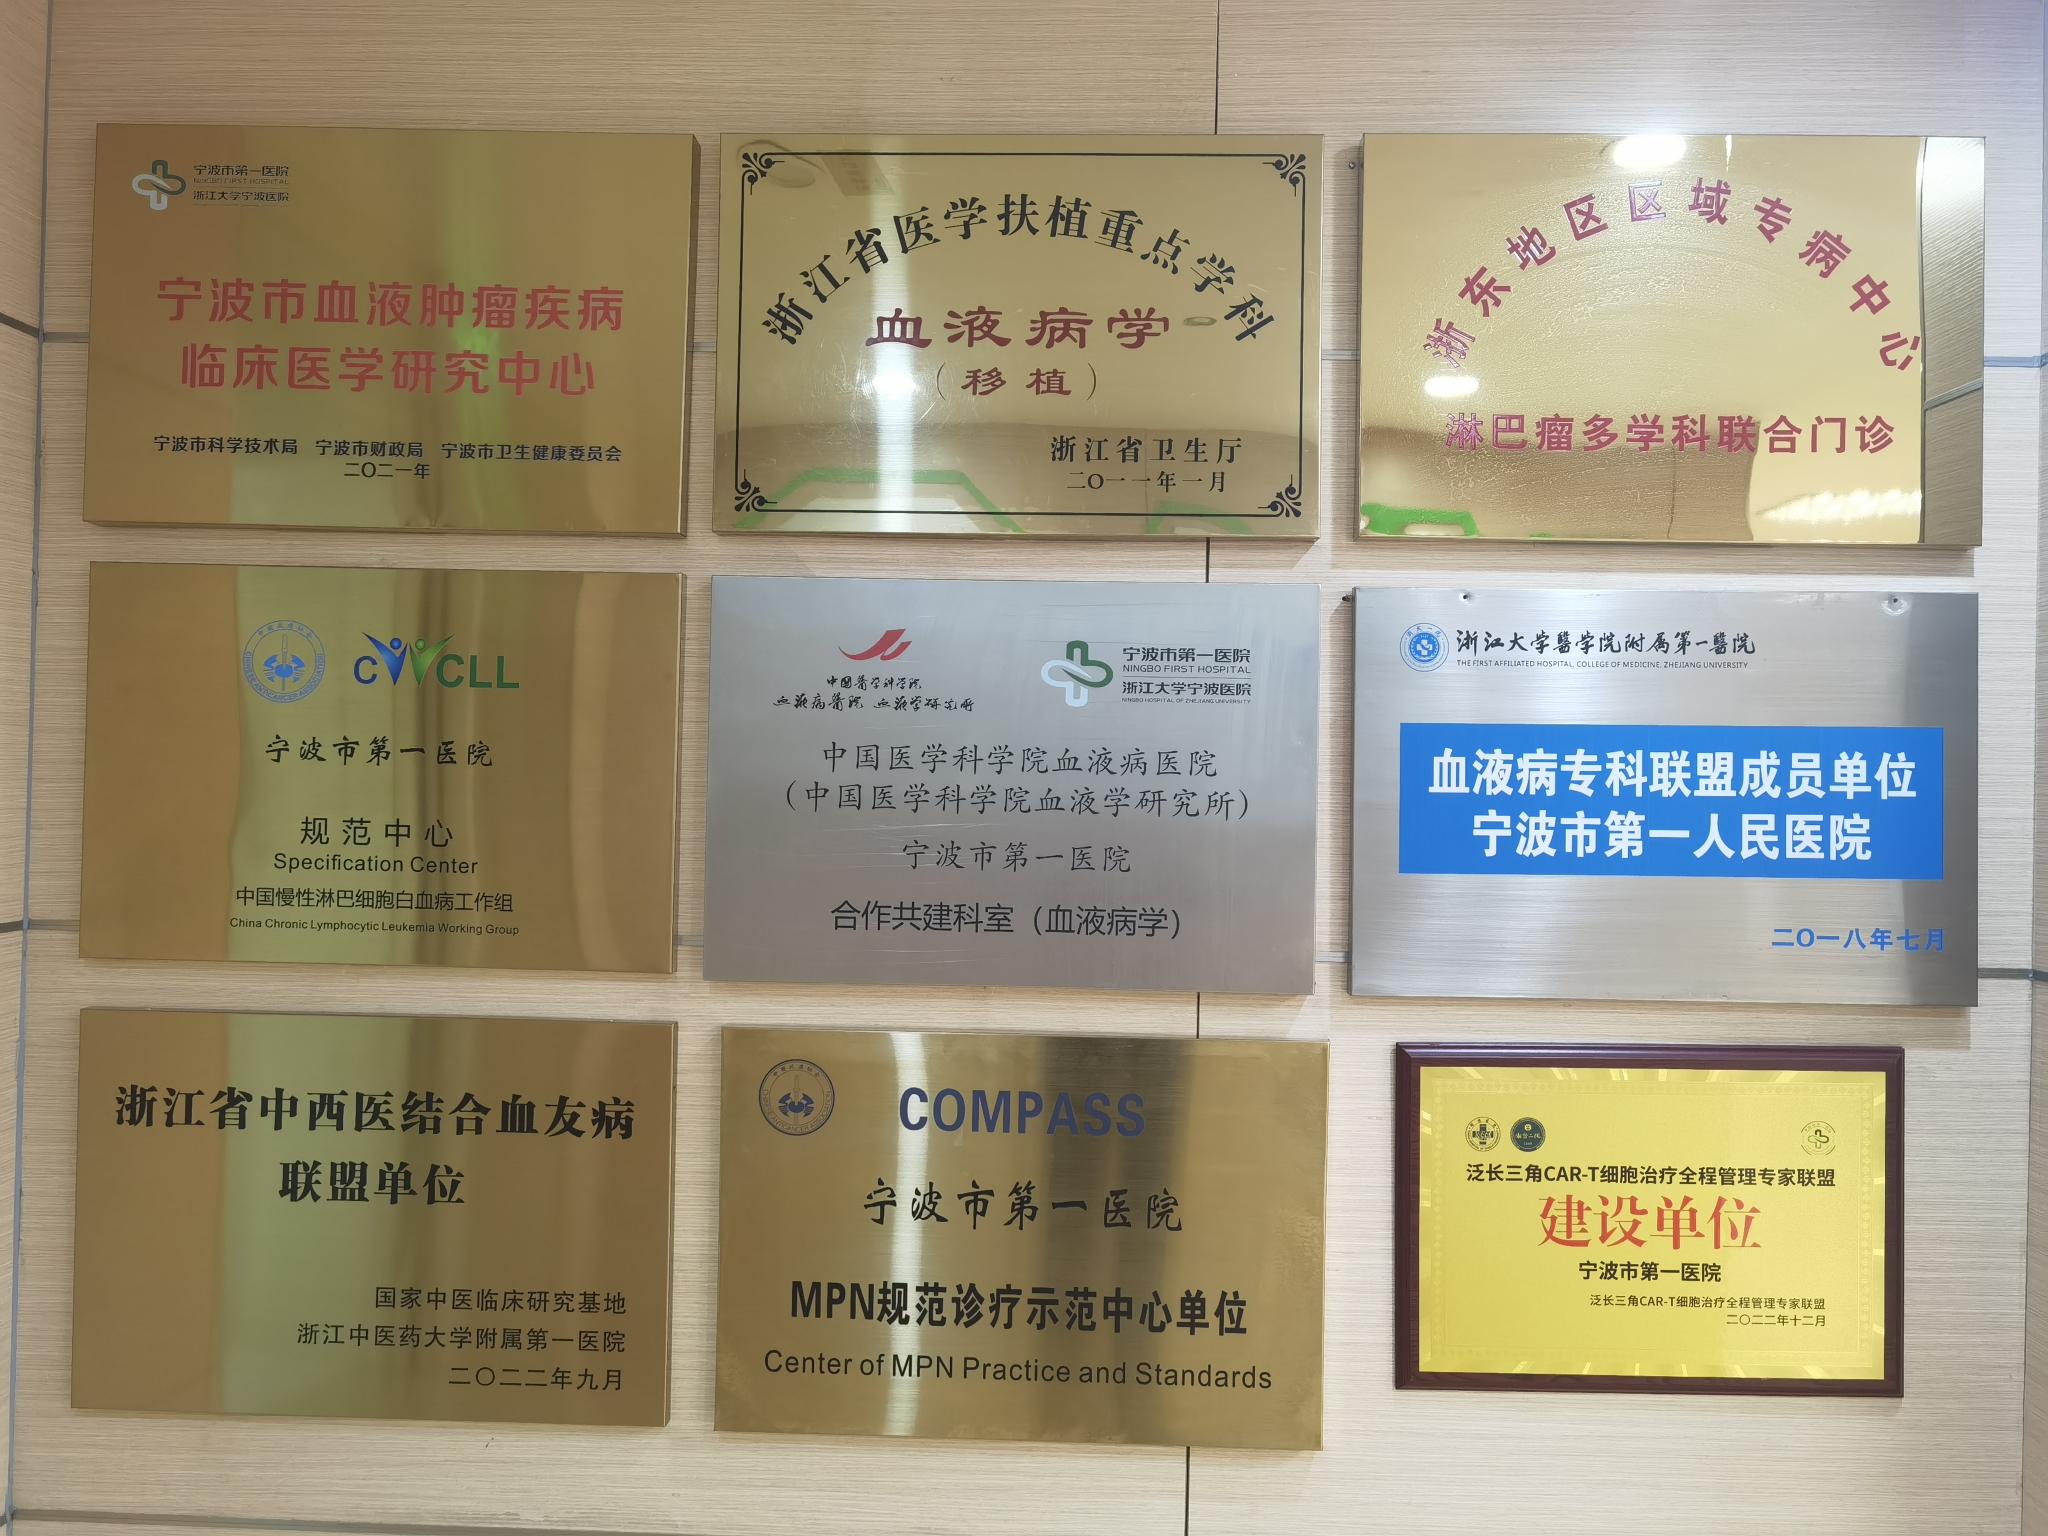 宁波市第一医院
NINGBO FIRST HOSPITAL
浙江大学宁波医院
宁波市血液肿瘤疾病
临床医学研究中心
宁波市科学技术局 宁波市财政局 宁波市卫生健康委员会
二〇二一年
浙江省医学扶植重点学科
血液病学
(移植)
浙江省卫生厅
二〇一一年一月
浙东地区区域专病中心
淋巴瘤多学科联合门诊
CWCLL
宁波市第一医院
规范中心
Specification Center
中国慢性淋巴细胞白血病工作组
China Chronic Lymphocytic Leukemia Working Group
中国医学科学院
血液病醫院 血液学研究所
宁波市第一医院
NINGBO FIRST HOSPITAL
浙江大学宁波医院
NINGBO HOSPITAL OF ZHEJIANG UNIVERSITY
中国医学科学院血液病医院
(中国医学科学院血液学研究所)
宁波市第一医院
合作共建科室(血液病学)
浙江大学醫学院附属第一醫院
THE FIRST AFFILIATED HOSPITAL, COLLEGE OF MEDICINE, ZHEJIANG UNIVERSITY
血液病专科联盟成员单位
宁波市第一人民医院
二〇一八年七月
浙江省中西医结合血友病
联盟单位
国家中医临床研究基地
浙江中医药大学附属第一医院
二〇二二年九月
COMPASS
宁波市第一医院
MPN规范诊疗示范中心单位
Center of MPN Practice and Standards
泛长三角CAR-T细胞治疗全程管理专家联盟
建设单位
宁波市第一医院
泛长三角CAR-T细胞治疗全程管理专家联盟
二〇二二年十二月